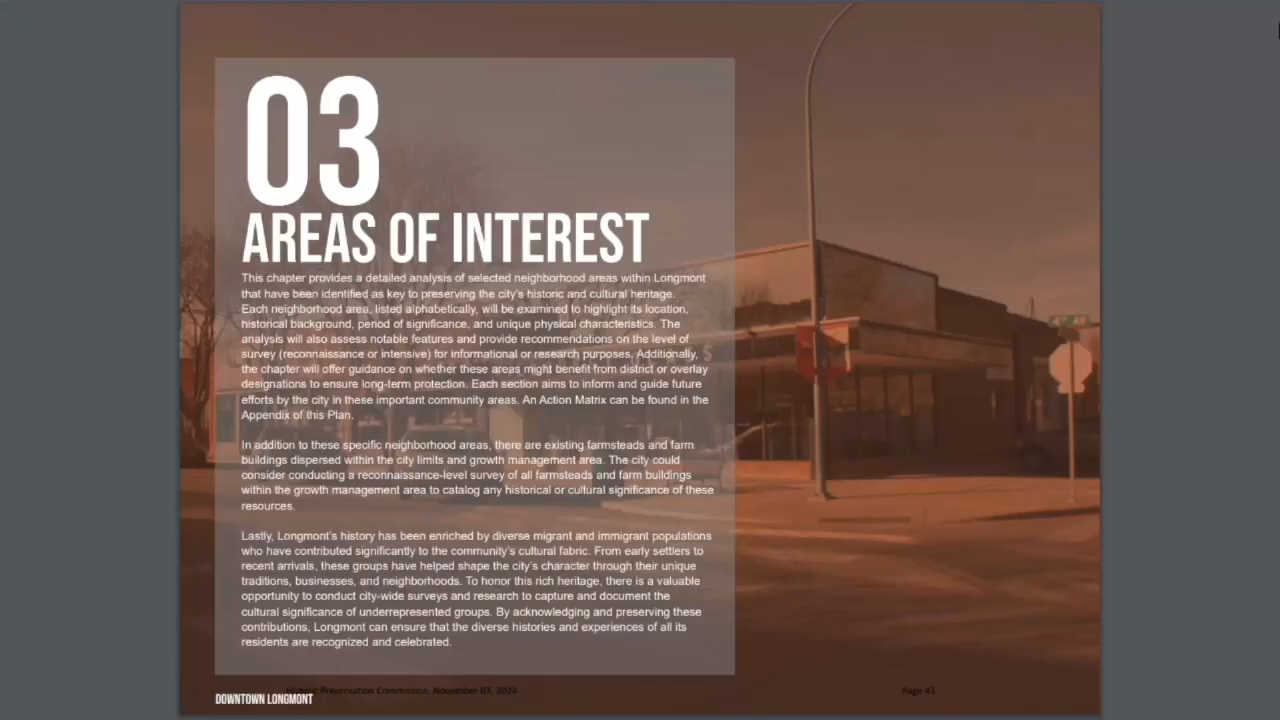 03
AREAS OF INTEREST
This chapter provides a detailed analysis of selected neighborhood areas within Longmont
that have been identified as key to preserving the city's historic and cultural heritage.
Each neighborhood area, listed alphabetically, will be examined to highlight its location,
historical background, period of significance, and unique physical characteristics. The
analysis will also assess notable features and provide recommendations on the level of
survey (reconnaissance or intensive) for informational or research purposes. Additionally,
the chapter will offer guidance on whether these areas might benefit from district or overlay
designations to ensure long-term protection. Each section aims to inform and guide future
efforts by the city in these important community areas. An Action Matrix can be found in the
Appendix of this Plan.
In addition to these specific neighborhood areas, there are existing farmsteads and farm
buildings dispersed within the city limits and growth management area. The city could
consider conducting a reconnaissance-level survey of all farmsteads and farm buildings
within the growth management area to catalog any historical or cultural significance of these
resources.
Lastly, Longmont's history has been enriched by diverse migrant and immigrant populations
who have contributed significantly to the community's cultural fabric. From early settlers to
recent arrivals, these groups have helped shape the city's character through their unique
traditions, businesses, and neighborhoods. To honor this rich heritage, there is a valuable
opportunity to conduct city-wide surveys and research to capture and document the
cultural significance of underrepresented groups. By acknowledging and preserving these
contributions, Longmont can ensure that the diverse histories and experiences of all its
residents are recognized and celebrated.
Preservation Commission, November 07, 2024 Page 43
DOWNTOWN LONGMONT